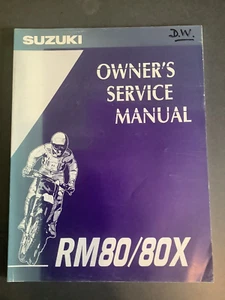 SUZUKI
D.W.
OWNER'S
SERVICE
MANUAL
RM80/80X